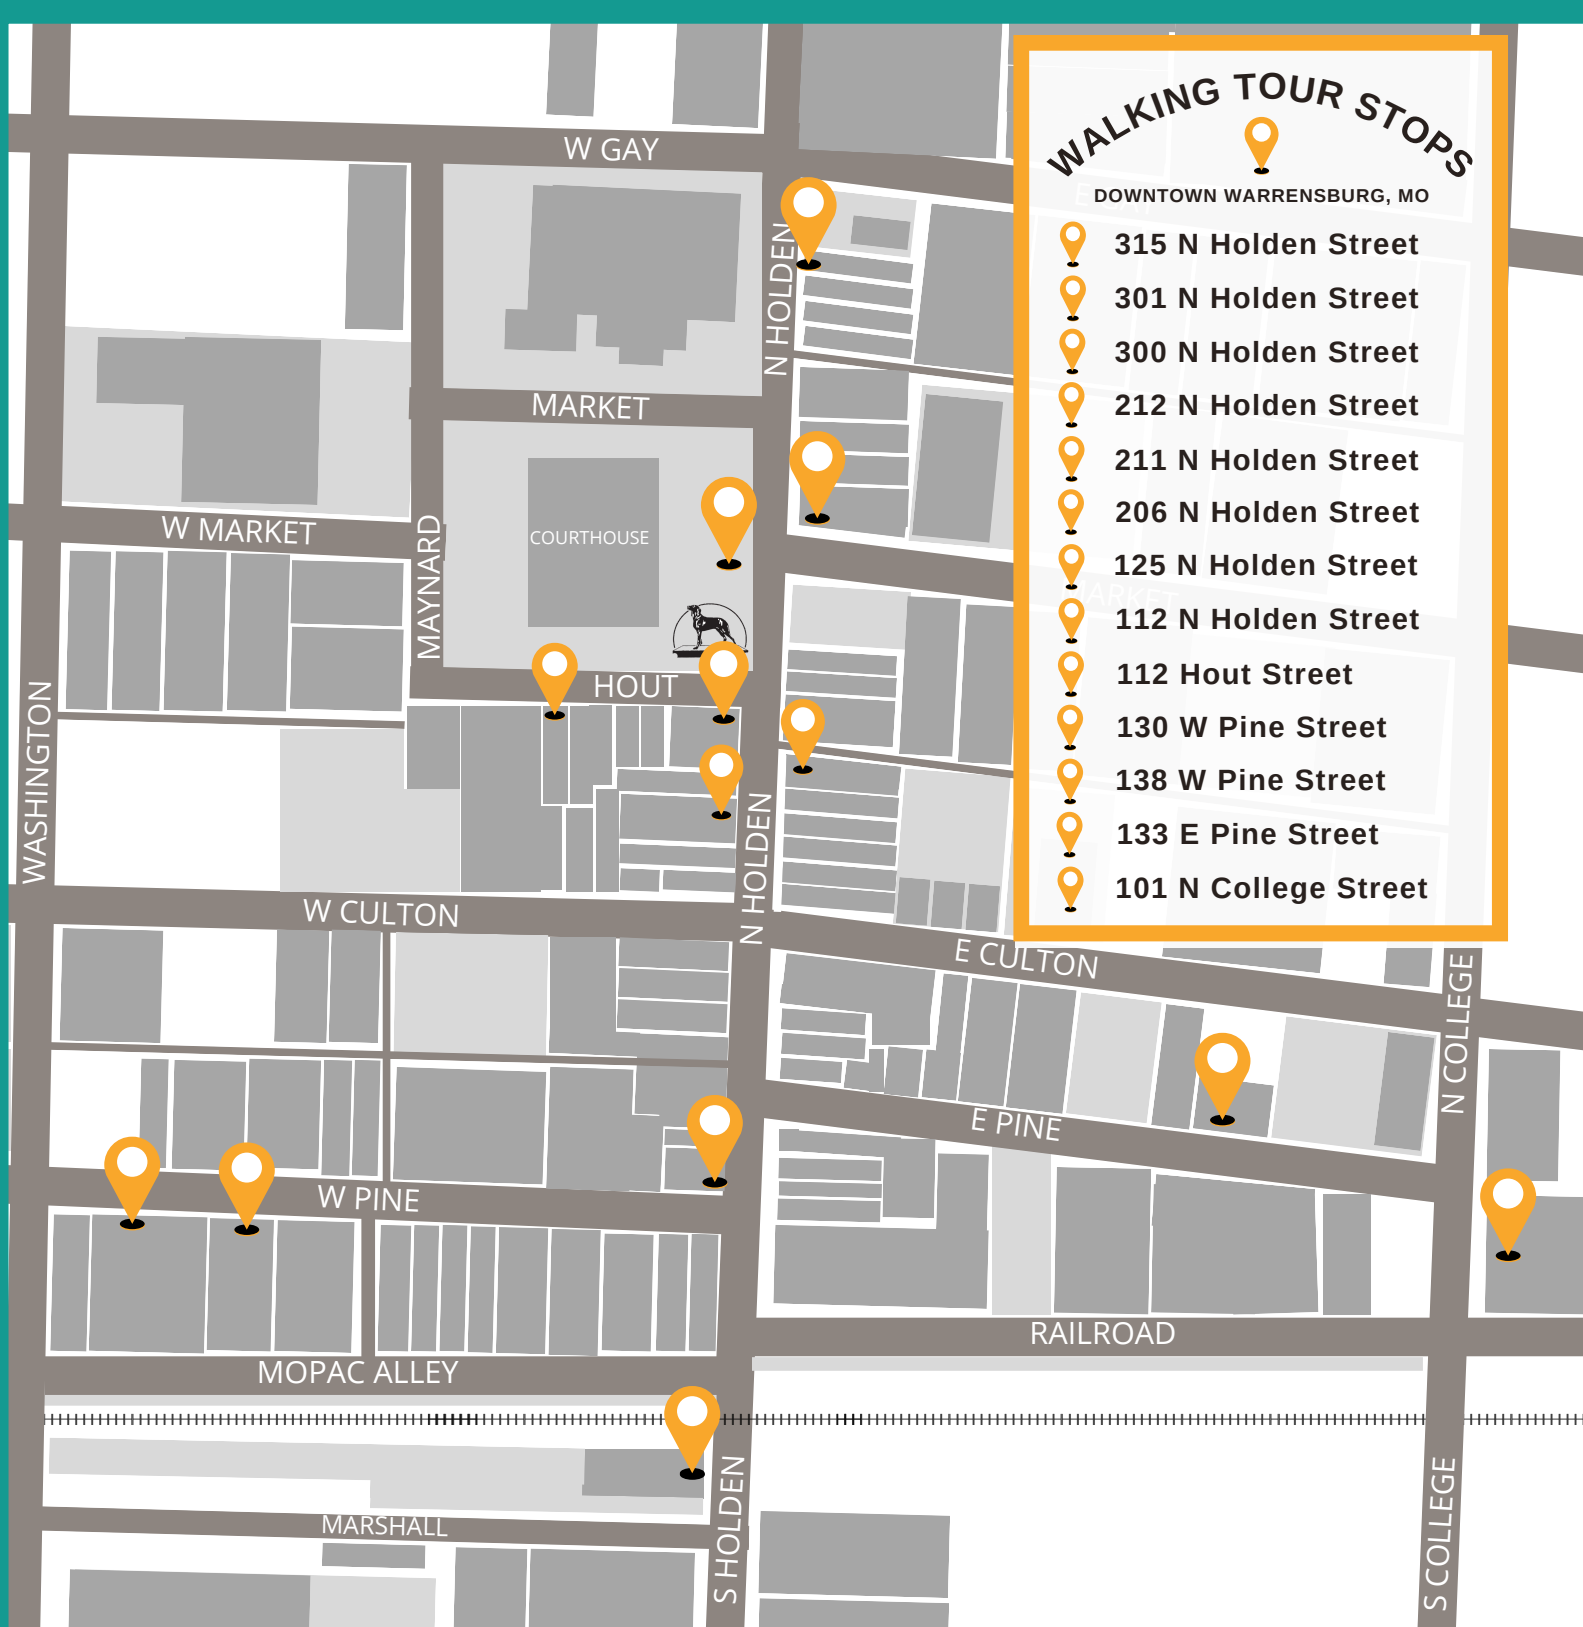 WALKING TOUR STOPS
DOWNTOWN WARRENSBURG, MO
315 N Holden Street
301 N Holden Street
300 N Holden Street
212 N Holden Street
211 N Holden Street
206 N Holden Street
125 N Holden Street
112 N Holden Street
112 Hout Street
130 W Pine Street
138 W Pine Street
133 E Pine Street
101 N College Street
W GAY
N HOLDEN
MARKET
W MARKET
MAYNARD
COURTHOUSE
MARKET
HOUT
WASHINGTON
N HOLDEN
W CULTON
E CULTON
N COLLEGE
E PINE
W PINE
RAILROAD
MOPAC ALLEY
MARSHALL
S HOLDEN
S COLLEGE